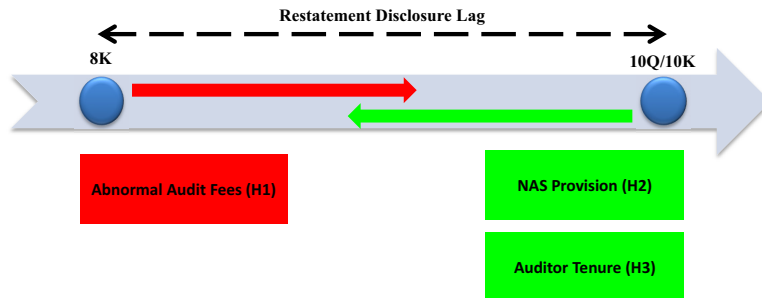 Restatement Disclosure Lag
8K
10Q/10K
Abnormal Audit Fees (H1)
NAS Provision (H2)
Auditor Tenure (H3)